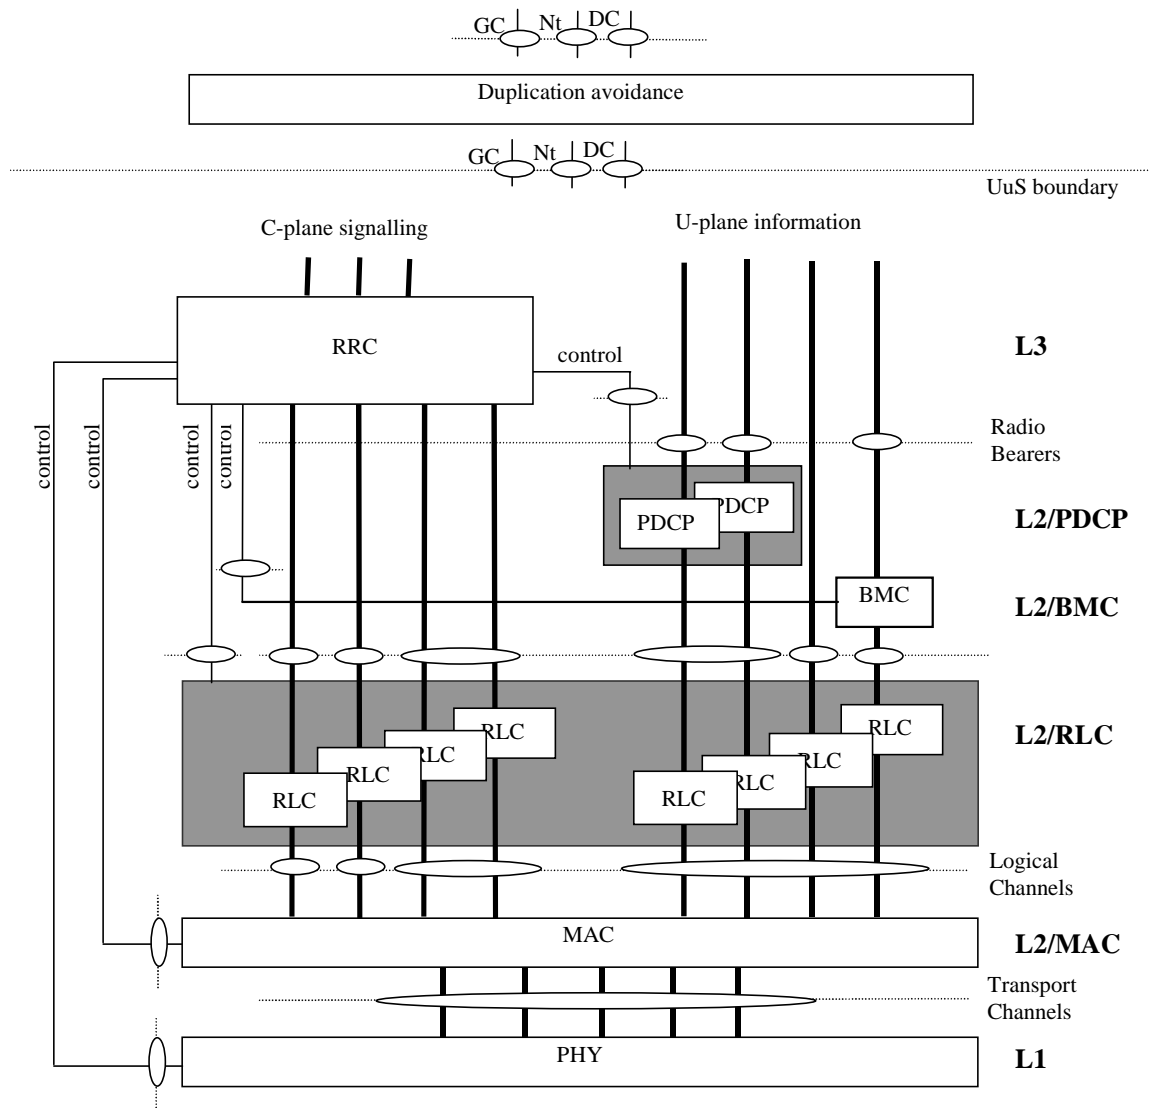 GC Nt DC
Duplication avoidance
GC Nt DC
UuS boundary
C-plane signalling
U-plane information
RRC
control
L3
control
control
control
control
Radio
Bearers
PDCP
PDCP
L2/PDCP
BMC
L2/BMC
RLC
RLC
RLC
RLC
RLC
RLC
RLC
RLC
L2/RLC
Logical
Channels
MAC
L2/MAC
Transport
Channels
PHY
L1